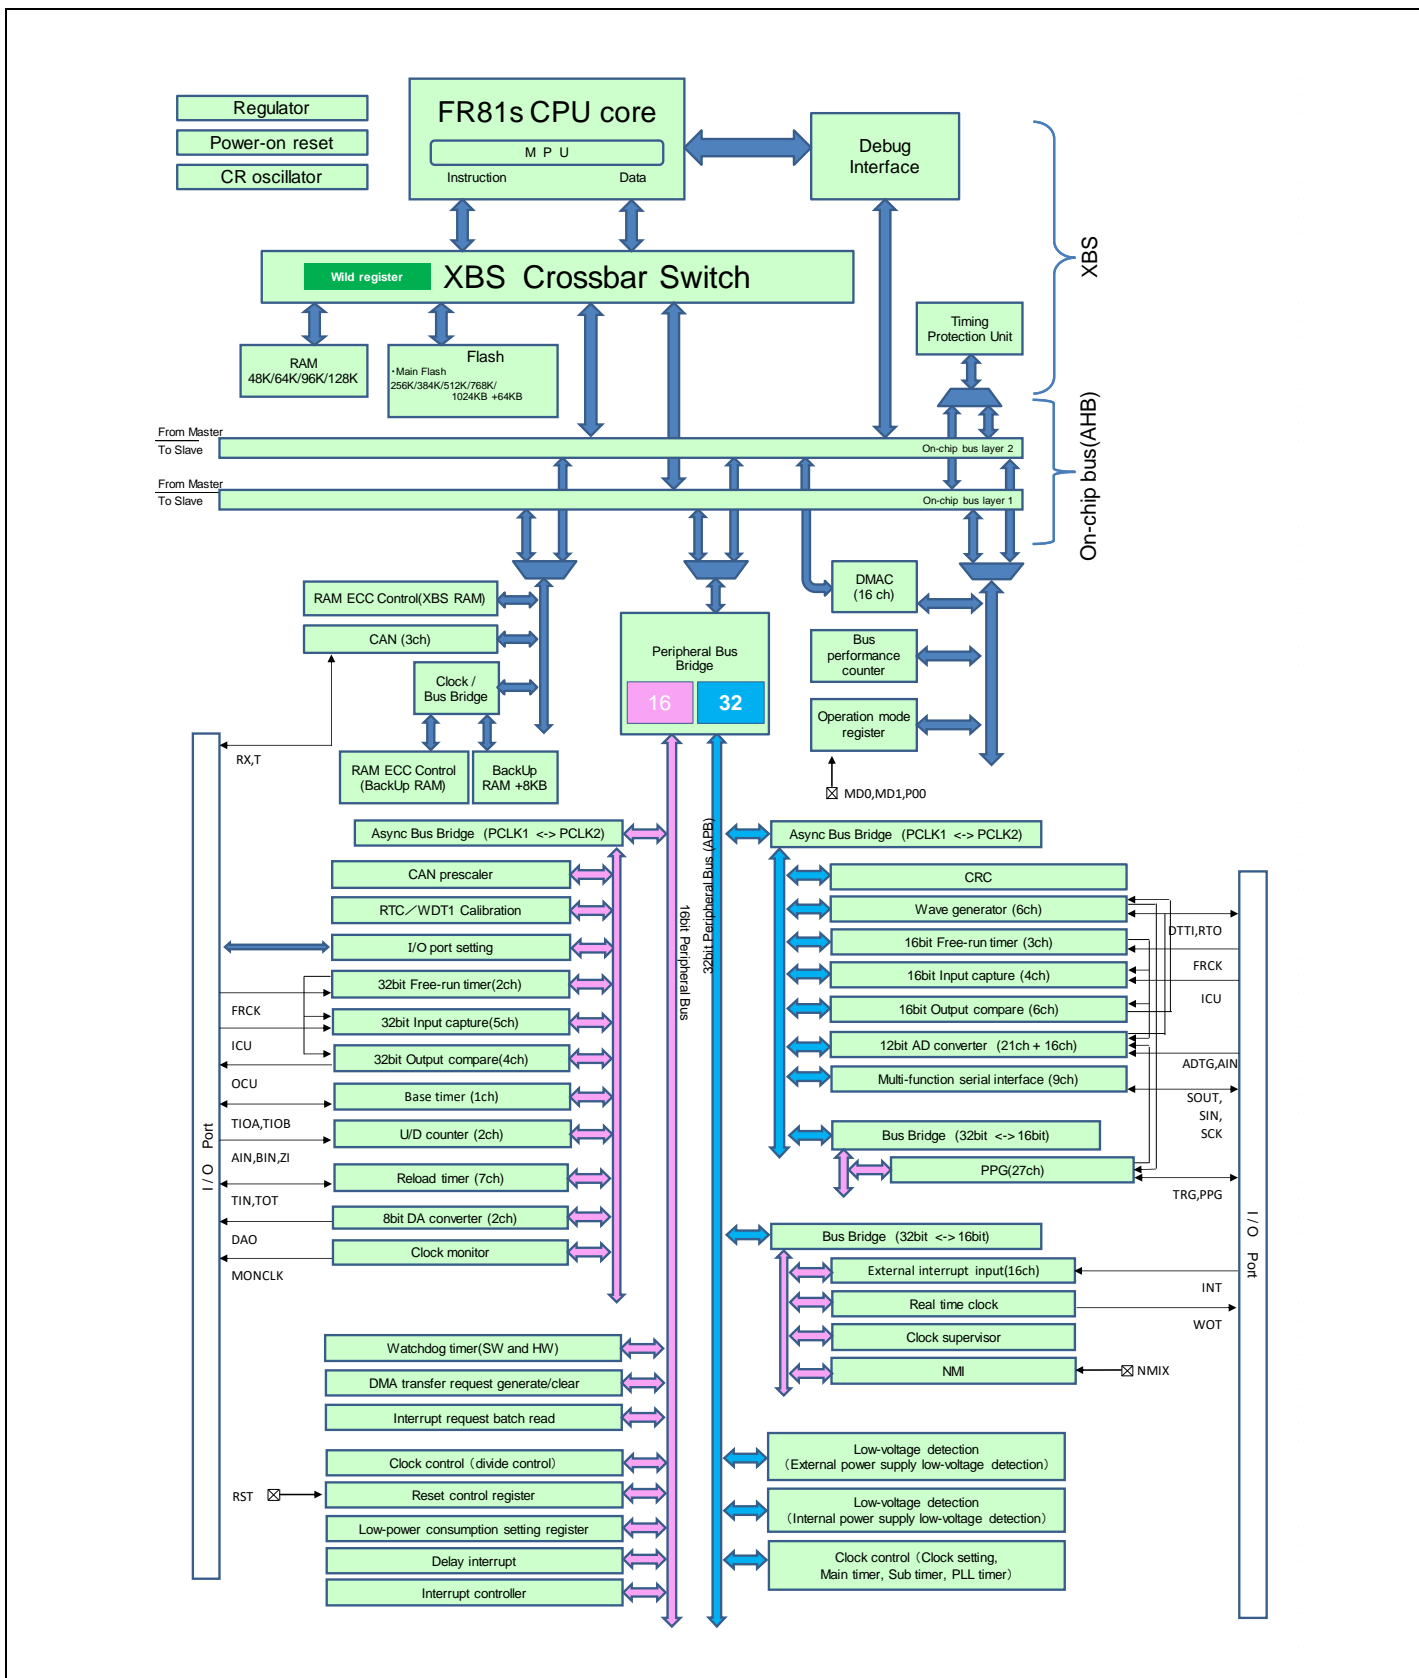 Regulator
Power-on reset
CR oscillator
FR81s CPU core
M P U
Instruction
Data
Debug
Interface
XBS
Wild register
XBS Crossbar Switch
Timing
Protection Unit
RAM
48K/64K/96K/128K
Flash
・Main Flash
256K/384K/512K/768K/
1024KB +64KB
On-chip bus(AHB)
From Master
To Slave
On-chip bus layer 2
From Master
To Slave
On-chip bus layer 1
RAM ECC Control(XBS RAM)
CAN (3ch)
Clock /
Bus Bridge
RAM ECC Control
(BackUp RAM)
BackUp
RAM +8KB
RX,T
Peripheral Bus
Bridge
16
32
DMAC
(16 ch)
Bus
performance
counter
Operation mode
register
MD0,MD1,P00
16bit Peripheral Bus
32bit Peripheral Bus (APB)
Async Bus Bridge (PCLK1 <-> PCLK2)
CAN prescaler
RTC／WDT1 Calibration
I/O port setting
32bit Free-run timer(2ch)
FRCK
32bit Input capture(5ch)
ICU
32bit Output compare(4ch)
OCU
Base timer (1ch)
TIOA,TIOB
U/D counter (2ch)
AIN,BIN,ZI
Reload timer (7ch)
TIN,TOT
8bit DA converter (2ch)
DAO
Clock monitor
MONCLK
I / O Port
Watchdog timer(SW and HW)
DMA transfer request generate/clear
Interrupt request batch read
Clock control（divide control）
RST
Reset control register
Low-power consumption setting register
Delay interrupt
Interrupt controller
Async Bus Bridge (PCLK1 <-> PCLK2)
CRC
Wave generator (6ch)
DTTI,RTO
16bit Free-run timer (3ch)
FRCK
16bit Input capture (4ch)
ICU
16bit Output compare (6ch)
12bit AD converter (21ch + 16ch)
ADTG,AIN
Multi-function serial interface (9ch)
SOUT,
SIN,
SCK
Bus Bridge (32bit <-> 16bit)
PPG(27ch)
TRG,PPG
I / O Port
Bus Bridge (32bit <-> 16bit)
External interrupt input(16ch)
INT
Real time clock
WOT
Clock supervisor
NMI
NMIX
Low-voltage detection
（External power supply low-voltage detection）
Low-voltage detection
（Internal power supply low-voltage detection）
Clock control（Clock setting,
Main timer, Sub timer, PLL timer）